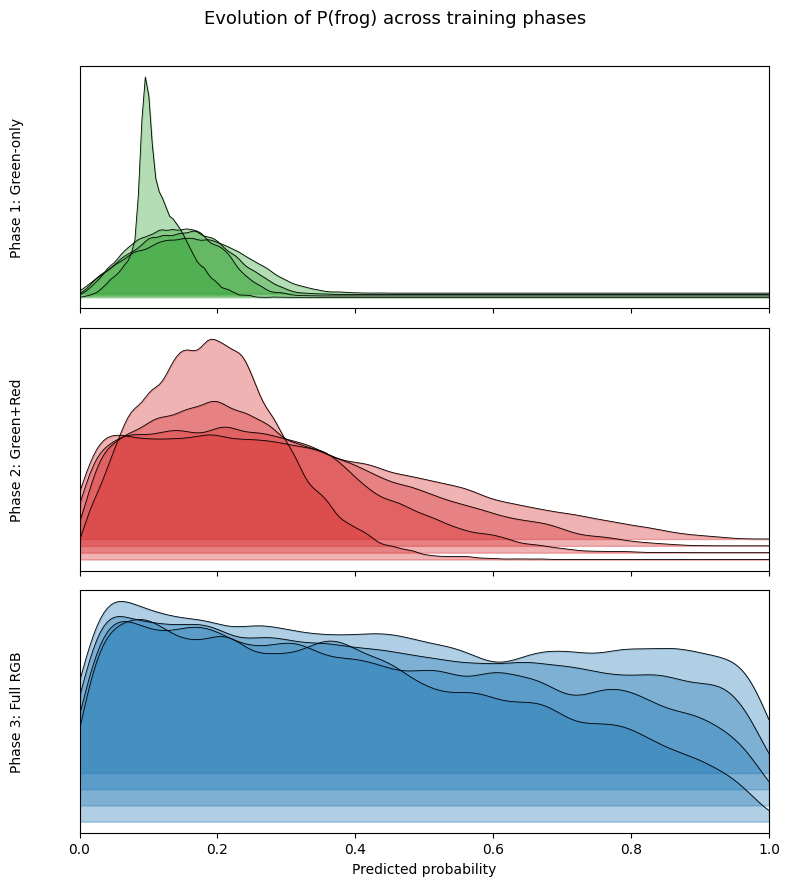 Evolution of P(frog) across training phases
Phase 1: Green-only
Phase 2: Green+Red
Phase 3: Full RGB
0.0 0.2 0.4 0.6 0.8 1.0
Predicted probability